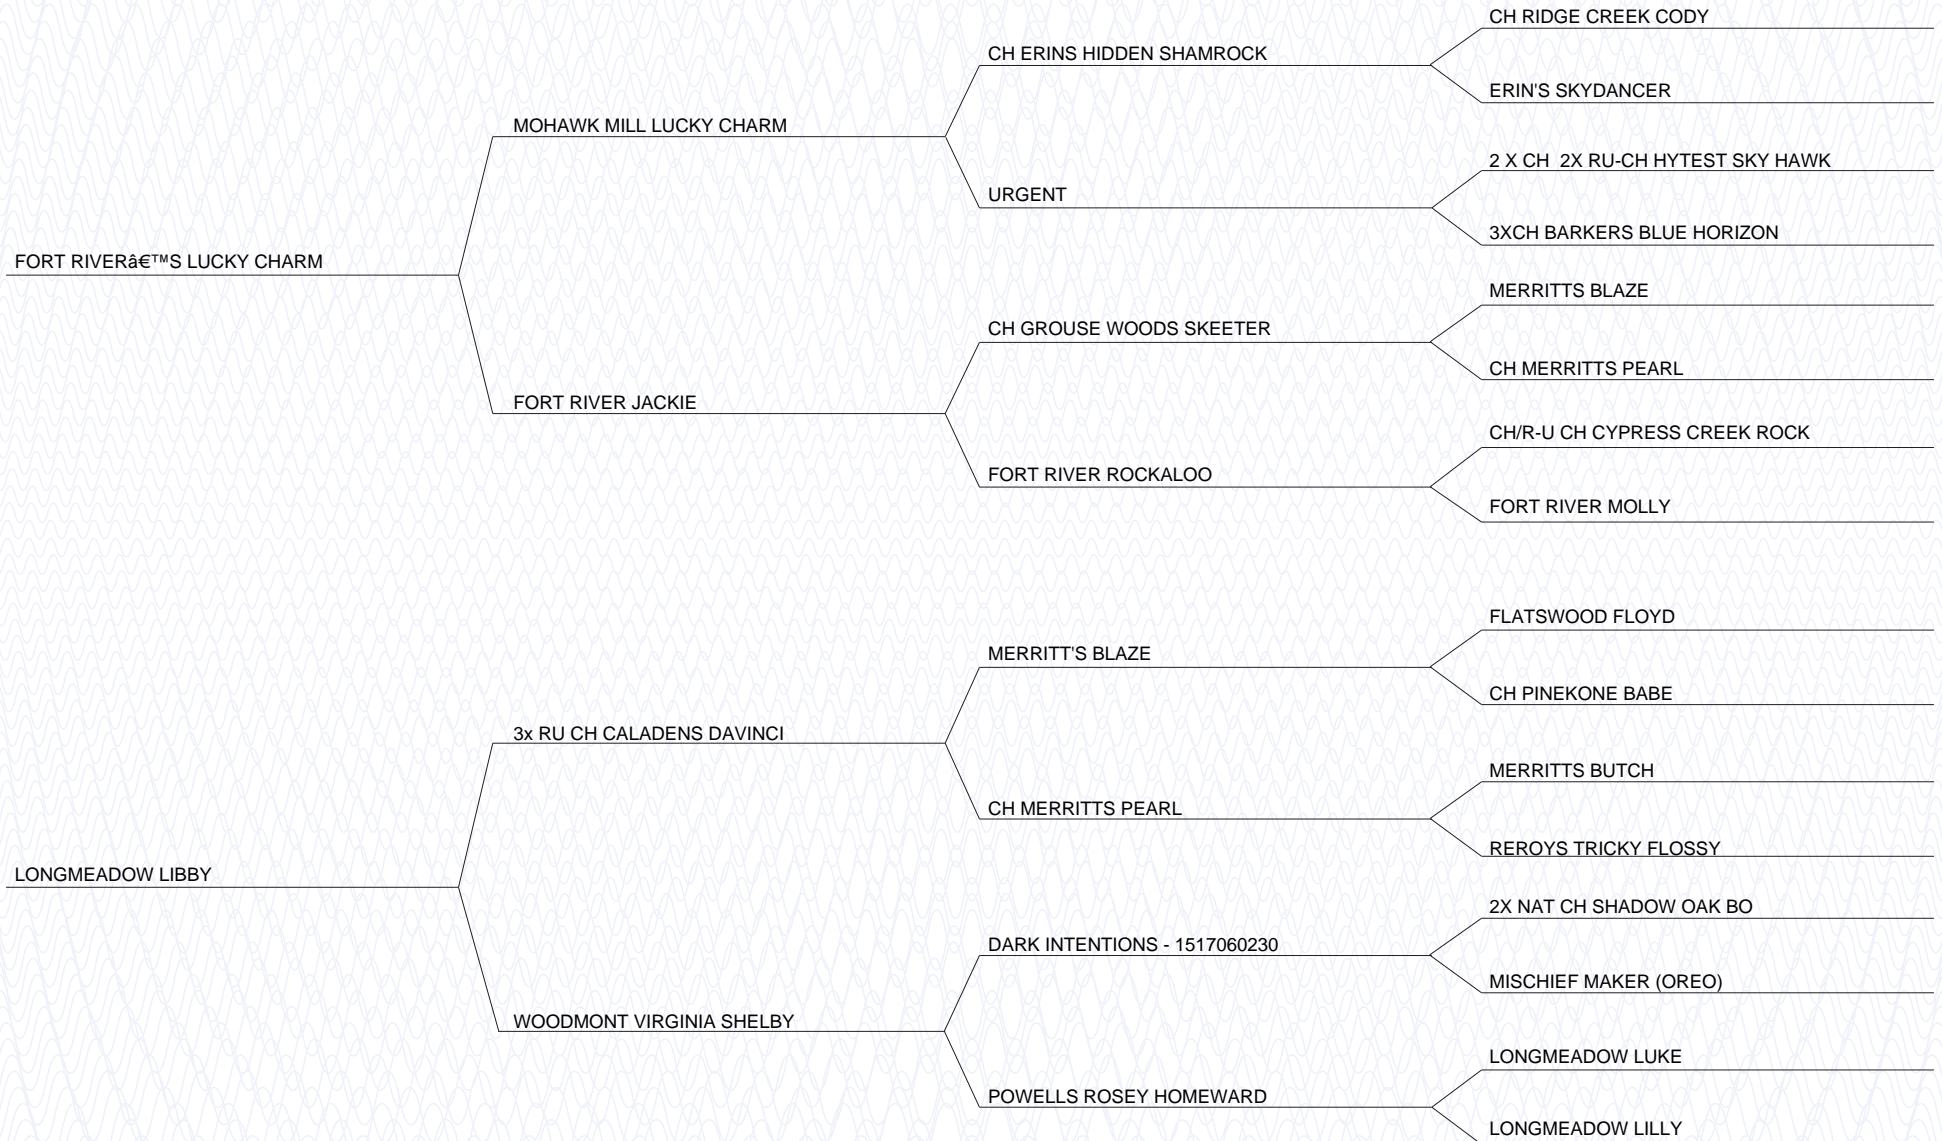 CH RIDGE CREEK CODY
CH ERINS HIDDEN SHAMROCK
ERIN'S SKYDANCER
MOHAWK MILL LUCKY CHARM
2 X CH  2X RU-CH HYTEST SKY HAWK
URGENT
3XCH BARKERS BLUE HORIZON
FORT RIVERâ€™S LUCKY CHARM
MERRITTS BLAZE
CH GROUSE WOODS SKEETER
CH MERRITTS PEARL
FORT RIVER JACKIE
CH/R-U CH CYPRESS CREEK ROCK
FORT RIVER ROCKALOO
FORT RIVER MOLLY
FLATSWOOD FLOYD
MERRITT'S BLAZE
CH PINEKONE BABE
3x RU CH CALADENS DAVINCI
MERRITTS BUTCH
CH MERRITTS PEARL
REROYS TRICKY FLOSSY
LONGMEADOW LIBBY
2X NAT CH SHADOW OAK BO
DARK INTENTIONS - 1517060230
MISCHIEF MAKER (OREO)
WOODMONT VIRGINIA SHELBY
LONGMEADOW LUKE
POWELLS ROSEY HOMEWARD
LONGMEADOW LILLY